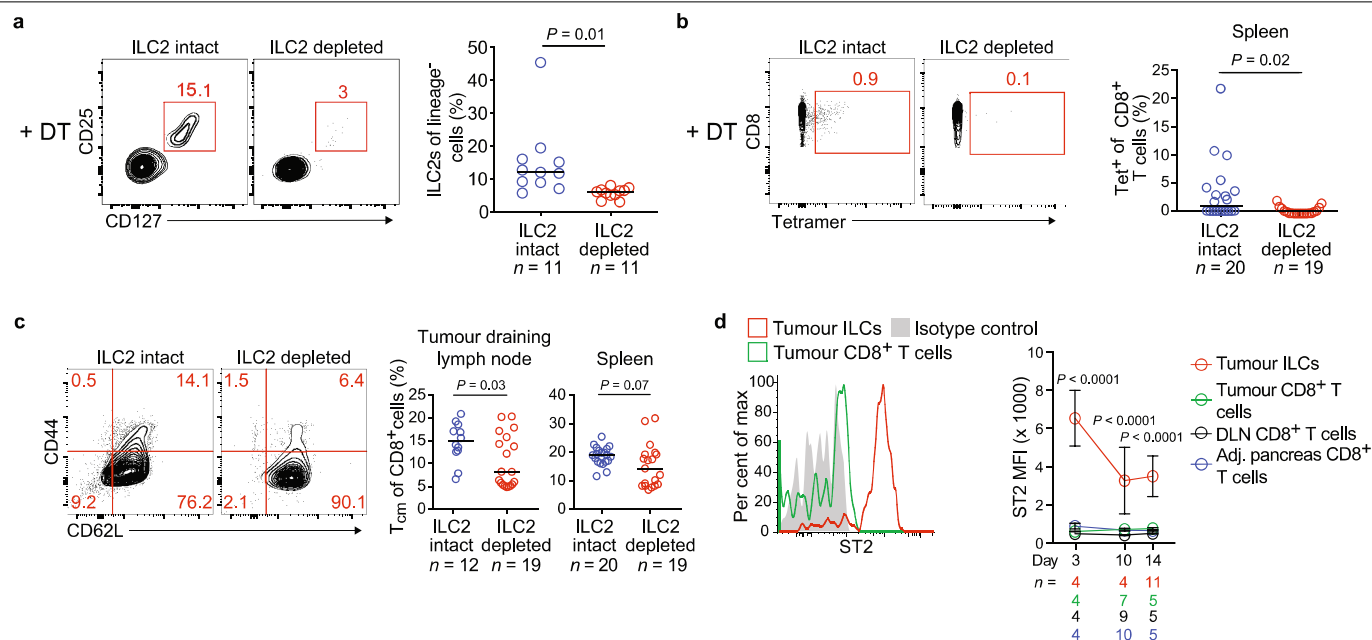 a
ILC2 intact
ILC2 depleted
+ DT
CD25
15.1
3
CD127
ILC2s of lineage⁻
cells (%)
50
40
30
20
10
0
P = 0.01
ILC2
intact
n = 11
ILC2
depleted
n = 11
b
ILC2 intact
ILC2 depleted
+ DT
CD8
0.9
0.1
Tetramer
Spleen
P = 0.02
Tet⁺ of CD8⁺
T cells (%)
25
20
15
10
5
0
ILC2
intact
n = 20
ILC2
depleted
n = 19
c
ILC2 intact
ILC2 depleted
CD44
0.5
14.1
9.2
76.2
1.5
6.4
2.1
90.1
CD62L
Tcm of CD8⁺cells (%)
Tumour draining
lymph node
P = 0.03
25
20
15
10
5
0
ILC2
intact
n = 12
ILC2
depleted
n = 19
Spleen
P = 0.07
60
40
20
0
ILC2
intact
n = 20
ILC2
depleted
n = 19
d
Tumour ILCs
Isotype control
Tumour CD8⁺ T cells
Per cent of max
100
80
60
40
20
0
ST2
ST2 MFI (x 1000)
10
8
6
4
2
0
P < 0.0001
P < 0.0001
P < 0.0001
Tumour ILCs
Tumour CD8⁺ T
cells
DLN CD8⁺ T cells
Adj. pancreas CD8⁺
T cells
Day 3 10 14
n = 4 4 11
4 7 5
4 9 5
4 10 5